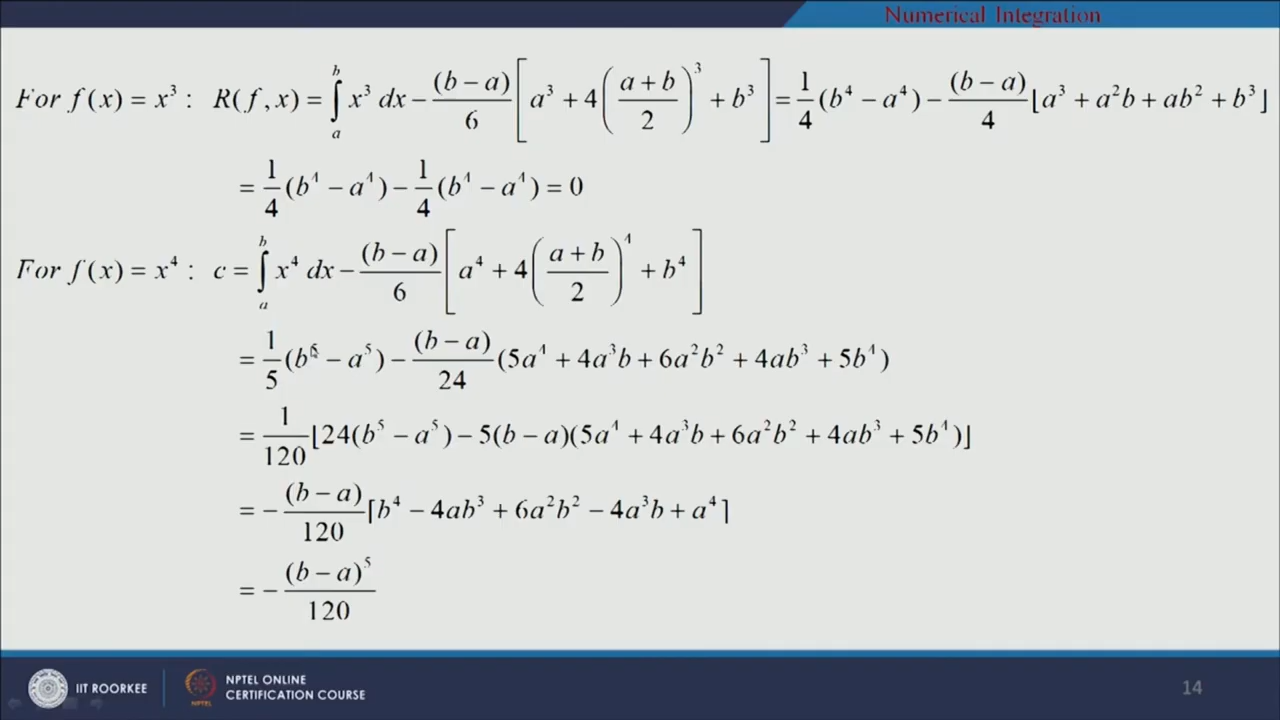 Numerical Integration
For f(x) = x³ : R(f, x) = ∫ₐᵇ x³ dx − (b − a)/6 [a³ + 4((a + b)/2)³ + b³] = 1/4 (b⁴ − a⁴) − (b − a)/4 ⌊a³ + a²b + ab² + b³⌋
= 1/4 (b⁴ − a⁴) − 1/4 (b⁴ − a⁴) = 0
For f(x) = x⁴ : c = ∫ₐᵇ x⁴ dx − (b − a)/6 [a⁴ + 4((a + b)/2)⁴ + b⁴]
= 1/5 (b⁵ − a⁵) − (b − a)/24 (5a⁴ + 4a³b + 6a²b² + 4ab³ + 5b⁴)
= 1/120 ⌊24(b⁵ − a⁵) − 5(b − a)(5a⁴ + 4a³b + 6a²b² + 4ab³ + 5b⁴)⌋
= − (b − a)/120 ⌈b⁴ − 4ab³ + 6a²b² − 4a³b + a⁴⌉
= − (b − a)⁵/120
IIT ROORKEE
NPTEL
NPTEL ONLINE
CERTIFICATION COURSE
14